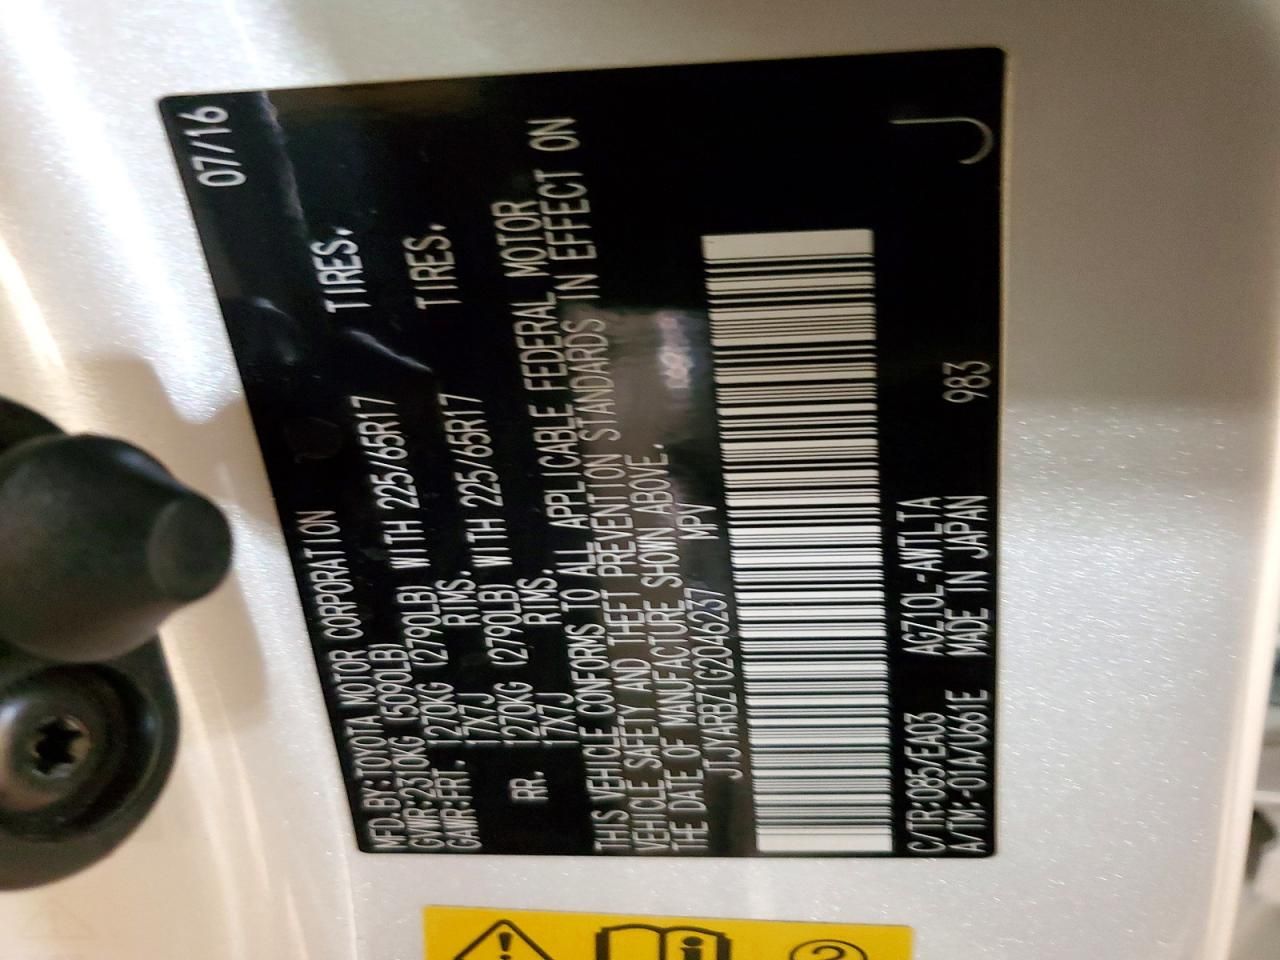 07/16
MFD.BY:TOYOTA MOTOR CORPORATION
GVWR:2310KG (5090LB)
GAWR:FRT. 1270KG (2790LB) WITH 225/65R17 TIRES,
17X7J RIMS.
RR. 1270KG (2790LB) WITH 225/65R17 TIRES,
17X7J RIMS.
THIS VEHICLE CONFORMS TO ALL APPLICABLE FEDERAL MOTOR
VEHICLE SAFETY AND THEFT PREVENTION STANDARDS IN EFFECT ON
THE DATE OF MANUFACTURE SHOWN ABOVE.
JTJYARBZ1G2046237 MPV
C/TR:085/EA03 AGZ10L-AWTLTA
A/TM:-01A/U661E MADE IN JAPAN 983
J